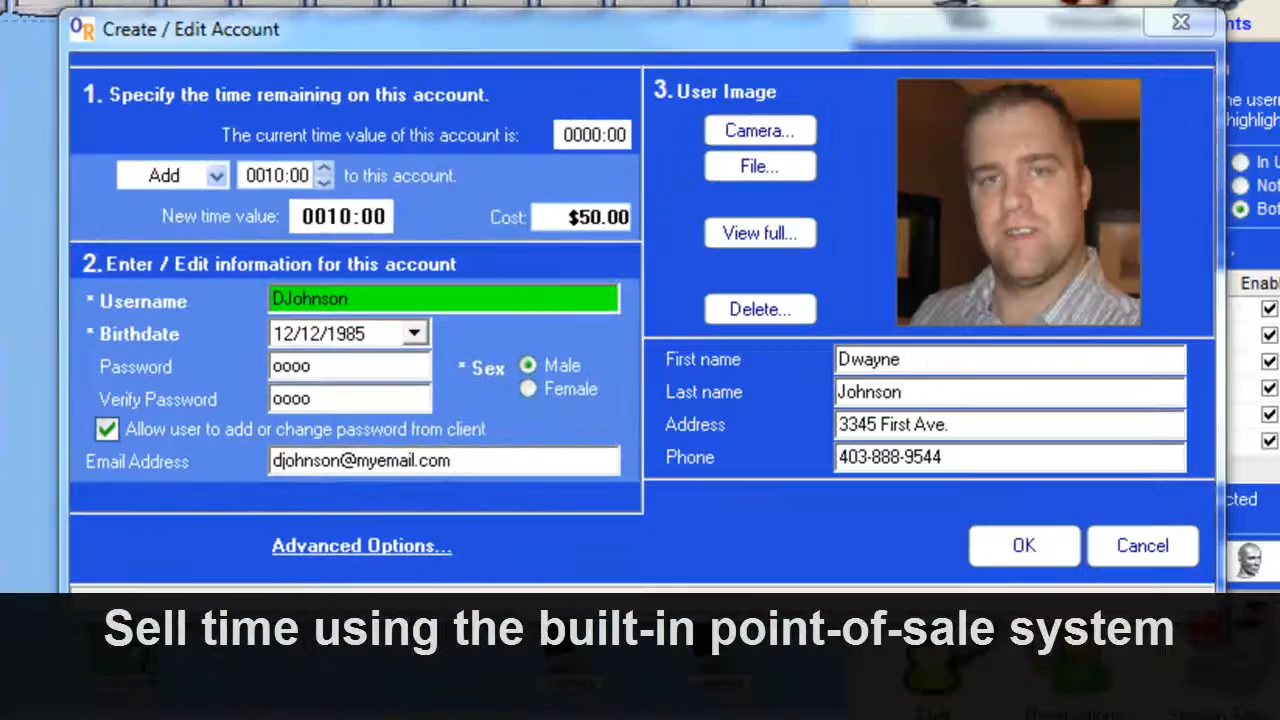 OR Create / Edit Account
1. Specify the time remaining on this account.
The current time value of this account is: 0000:00
Add 0010:00 to this account.
New time value: 0010:00 Cost: $50.00
2. Enter / Edit information for this account
* Username DJohnson
* Birthdate 12/12/1985
Password oooo
* Sex Male
Female
Verify Password oooo
Allow user to add or change password from client
Email Address djohnson@myemail.com
Advanced Options...
3. User Image
Camera...
File...
View full...
Delete...
First name Dwayne
Last name Johnson
Address 3345 First Ave.
Phone 403-888-9544
OK Cancel
Sell time using the built-in point-of-sale system